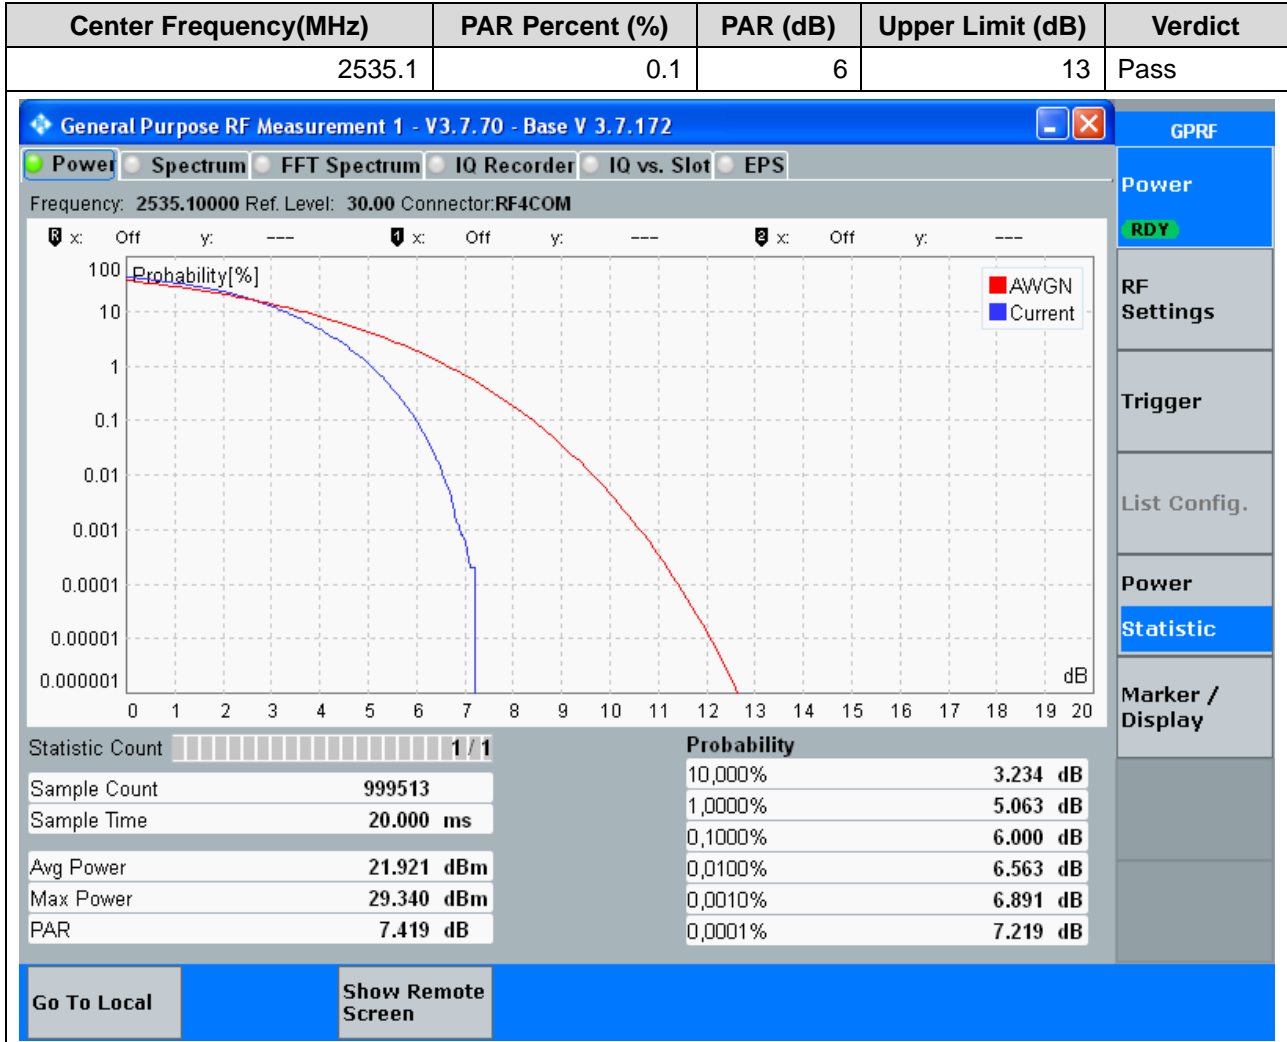 Center Frequency(MHz) PAR Percent (%) PAR (dB) Upper Limit (dB) Verdict
2535.1 0.1 6 13 Pass
General Purpose RF Measurement 1 - V3.7.70 - Base V 3.7.172
GPRF
Power Spectrum FFT Spectrum IQ Recorder IQ vs. Slot EPS
Power
RDY
Frequency: 2535.10000 Ref. Level: 30.00 Connector:RF4COM
R x: Off y: --- 1 x: Off y: --- 2 x: Off y: ---
Probability[%]
100
10
1
0.1
0.01
0.001
0.0001
0.00001
0.000001
AWGN
Current
dB
0 1 2 3 4 5 6 7 8 9 10 11 12 13 14 15 16 17 18 19 20
RF
Settings
Trigger
List Config.
Power
Statistic
Marker /
Display
Statistic Count 1 / 1
Sample Count 999513
Sample Time 20.000 ms
Avg Power 21.921 dBm
Max Power 29.340 dBm
PAR 7.419 dB
Probability
10,000% 3.234 dB
1,0000% 5.063 dB
0,1000% 6.000 dB
0,0100% 6.563 dB
0,0010% 6.891 dB
0,0001% 7.219 dB
Go To Local
Show Remote
Screen